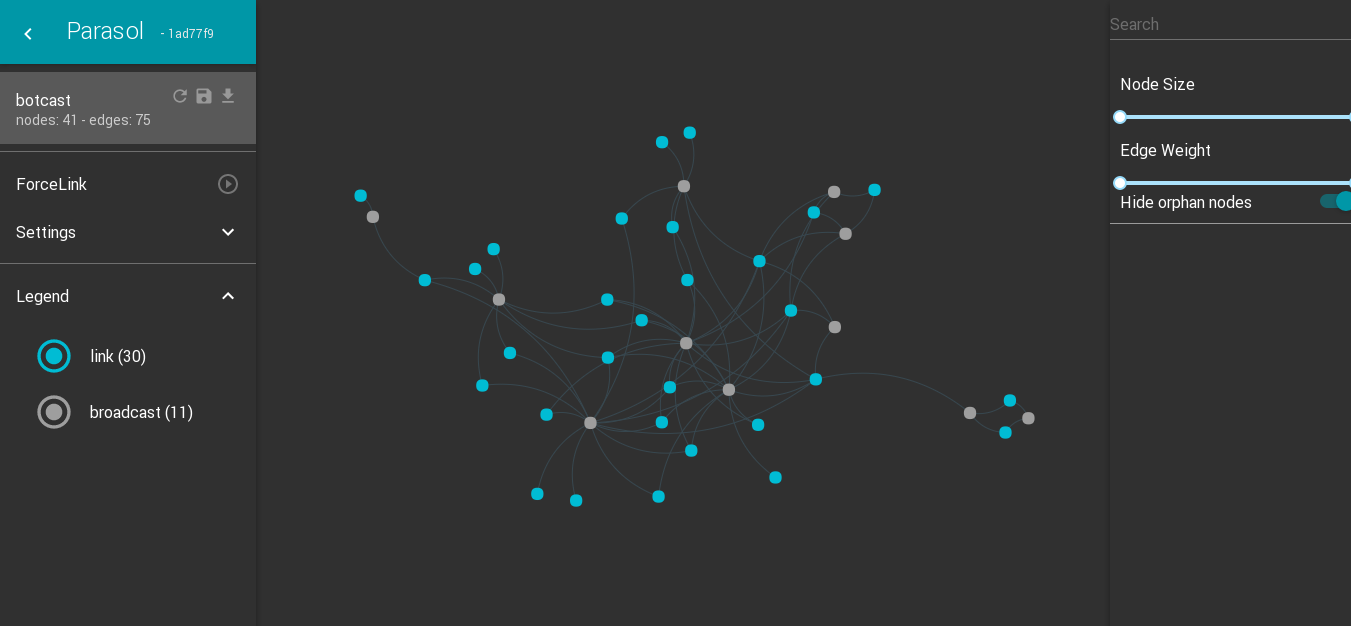 Parasol - 1ad77f9
botcast
nodes: 41 - edges: 75
ForceLink
Settings
Legend
link (30)
broadcast (11)
Search
Node Size
Edge Weight
Hide orphan nodes